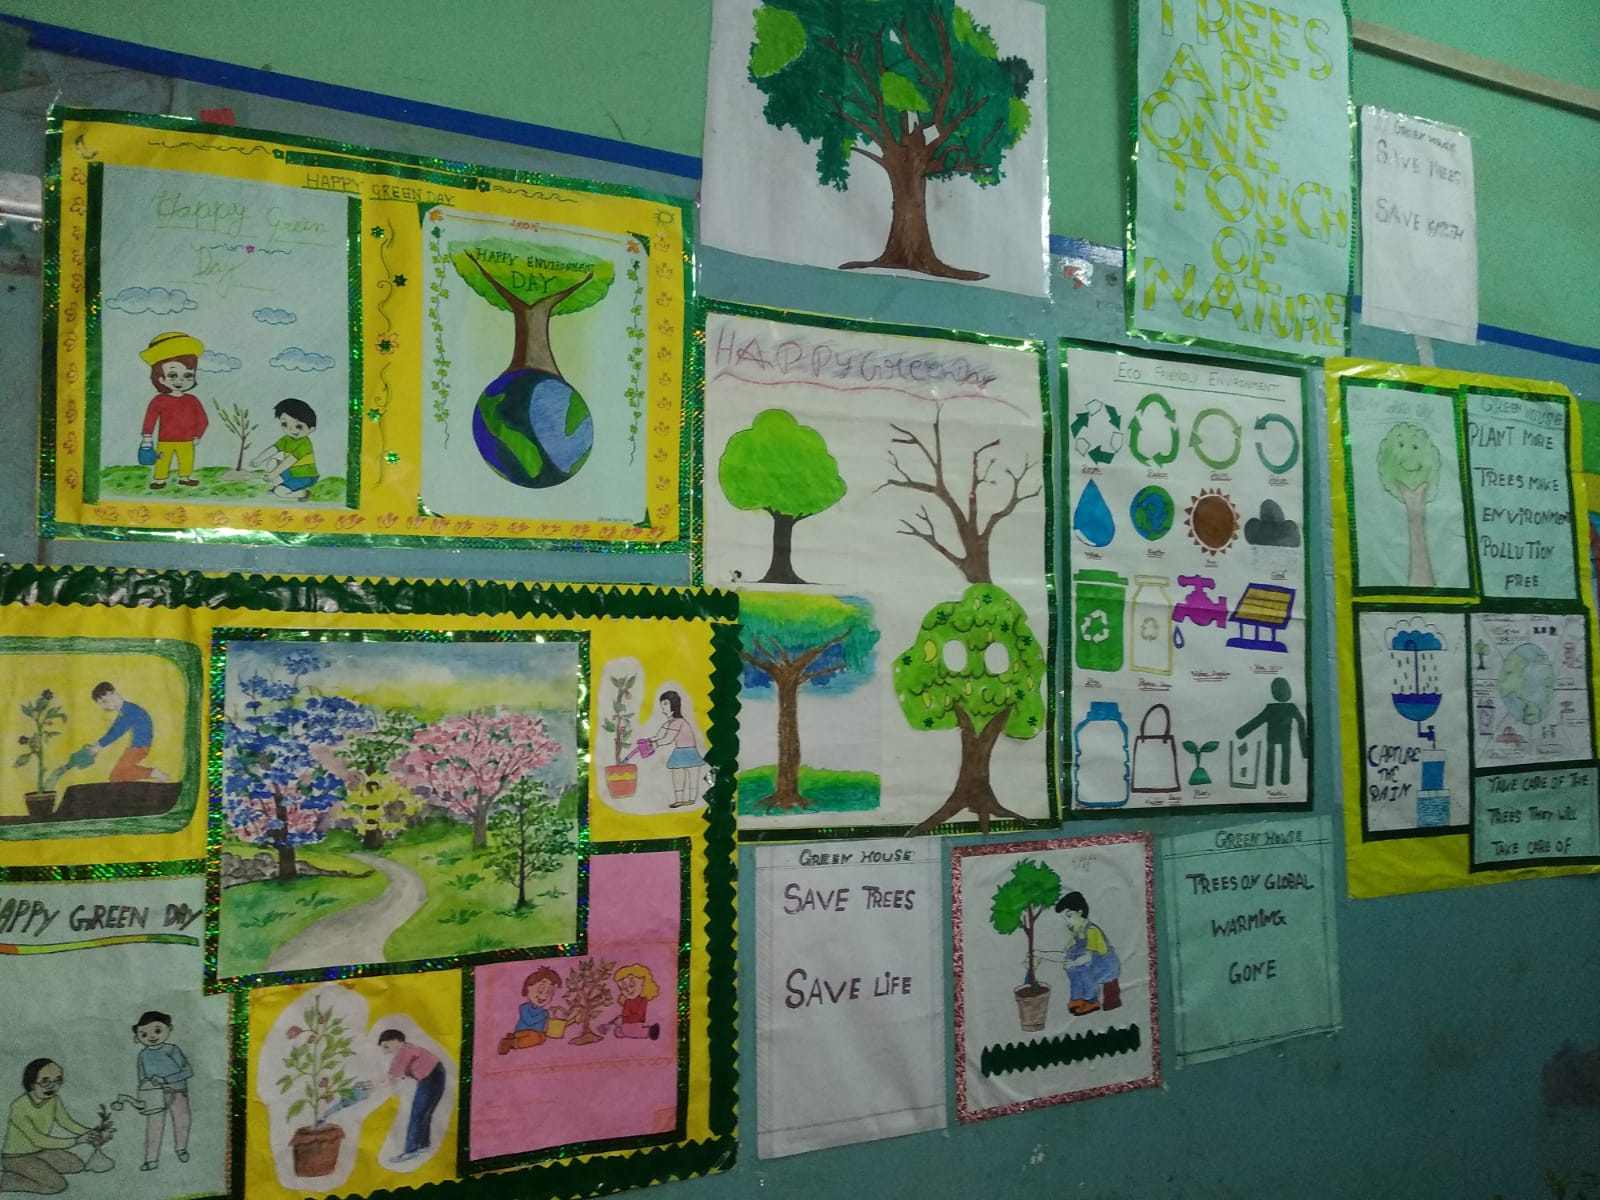 HAPPY GREEN DAY
Happy Green
Day
HAPPY ENVIRONMENT
DAY
TREES
ARE
ONE
TOUCH
OF
NATURE
GREEN HOUSE
SAVE TREES
SAVE EARTH
HAPPY Green Day
ECO FRIENDLY ENVIRONMENT
GREEN HOUSE
PLANT MORE
TREES MAKE
ENVIRONMENT
POLLUTION
FREE
CAPTURE
THE
RAIN
TAKE CARE OF THE
TREES THEY WILL
TAKE CARE OF
APPY GREEN DAY
GREEN HOUSE
SAVE TREES
SAVE LIFE
GREEN HOUSE
TREES ON GLOBAL
WARMING
GONE